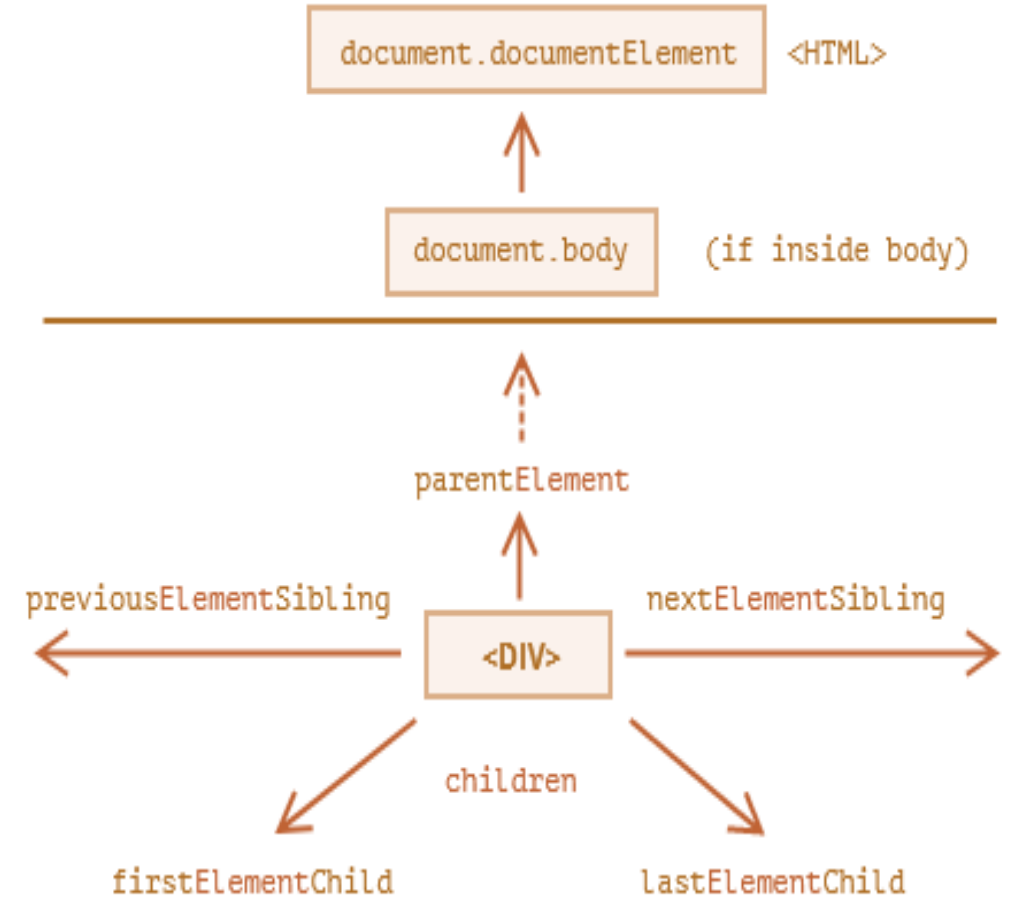 document.documentElement <HTML>
document.body (if inside body)
parentElement
previousElementSibling nextElementSibling
<DIV>
children
firstElementChild lastElementChild